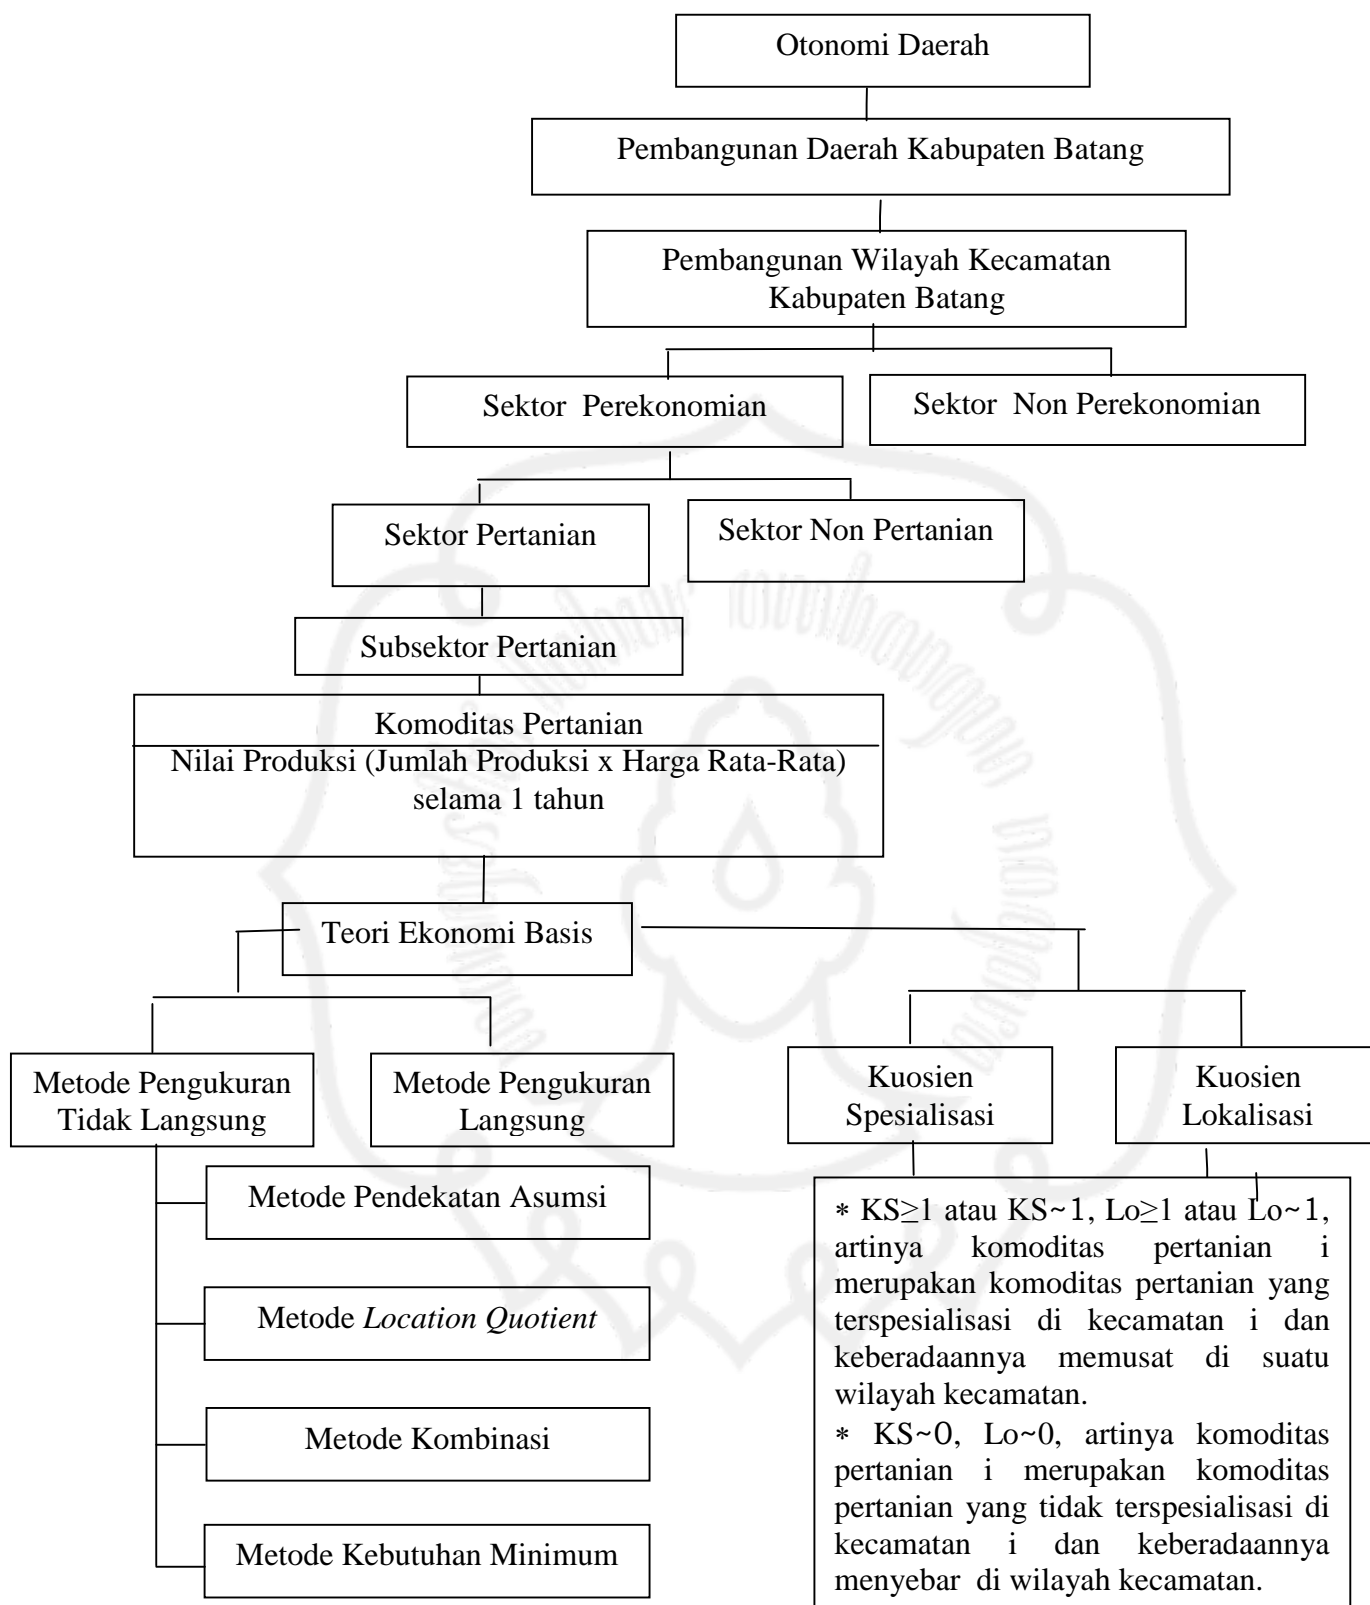 Otonomi Daerah
Pembangunan Daerah Kabupaten Batang
Pembangunan Wilayah Kecamatan
Kabupaten Batang
Sektor Perekonomian
Sektor Non Perekonomian
Sektor Pertanian
Sektor Non Pertanian
Subsektor Pertanian
Komoditas Pertanian
Nilai Produksi (Jumlah Produksi x Harga Rata-Rata)
selama 1 tahun
Teori Ekonomi Basis
Metode Pengukuran
Tidak Langsung
Metode Pengukuran
Langsung
Kuosien
Spesialisasi
Kuosien
Lokalisasi
Metode Pendekatan Asumsi
Metode Location Quotient
Metode Kombinasi
Metode Kebutuhan Minimum
* KS≥1 atau KS~1, Lo≥1 atau Lo~1,
artinya komoditas pertanian i
merupakan komoditas pertanian yang
terspesialisasi di kecamatan i dan
keberadaannya memusat di suatu
wilayah kecamatan.
* KS~0, Lo~0, artinya komoditas
pertanian i merupakan komoditas
pertanian yang tidak terspesialisasi di
kecamatan i dan keberadaannya
menyebar di wilayah kecamatan.